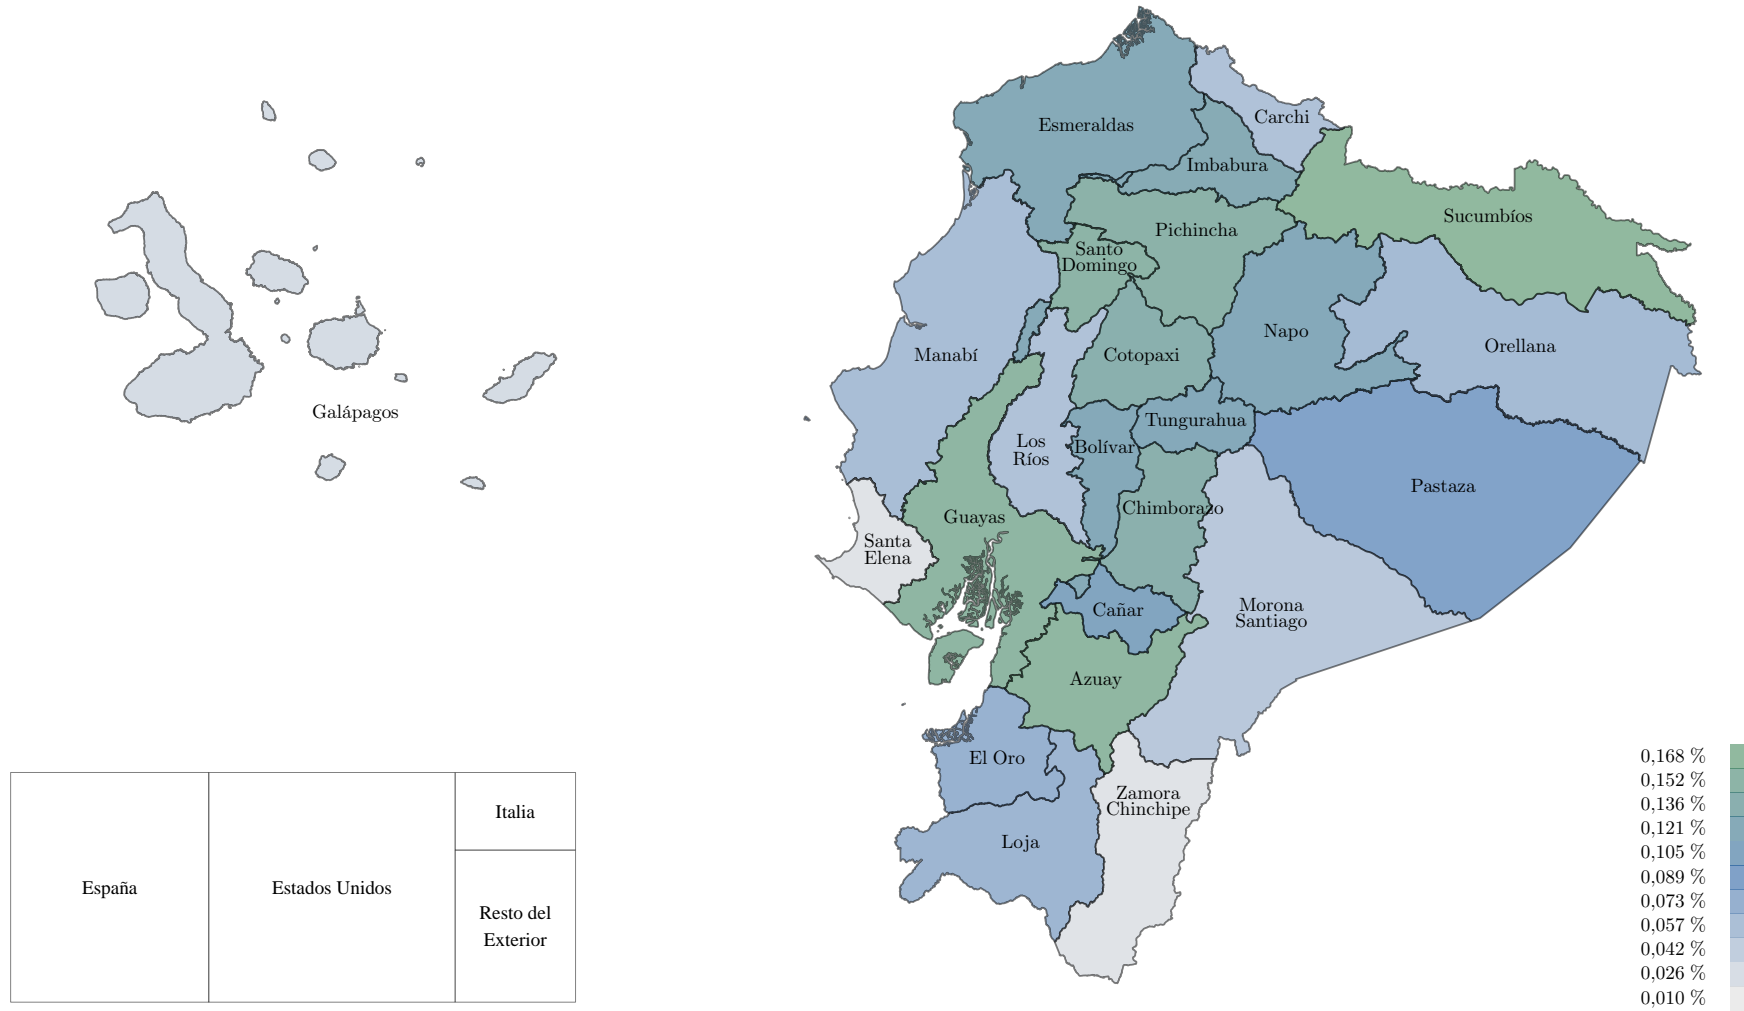 Carchi
Esmeraldas
Imbabura
Sucumbíos
Pichincha
Santo
Domingo
Napo
Orellana
Manabí
Cotopaxi
Galápagos
Tungurahua
Los
Ríos
Bolívar
Pastaza
Chimborazo
Guayas
Santa
Elena
Cañar
Morona
Santiago
Azuay
El Oro
Zamora
Chinchipe
Loja
España
Estados Unidos
Italia
Resto del
Exterior
0,168 %
0,152 %
0,136 %
0,121 %
0,105 %
0,089 %
0,073 %
0,057 %
0,042 %
0,026 %
0,010 %